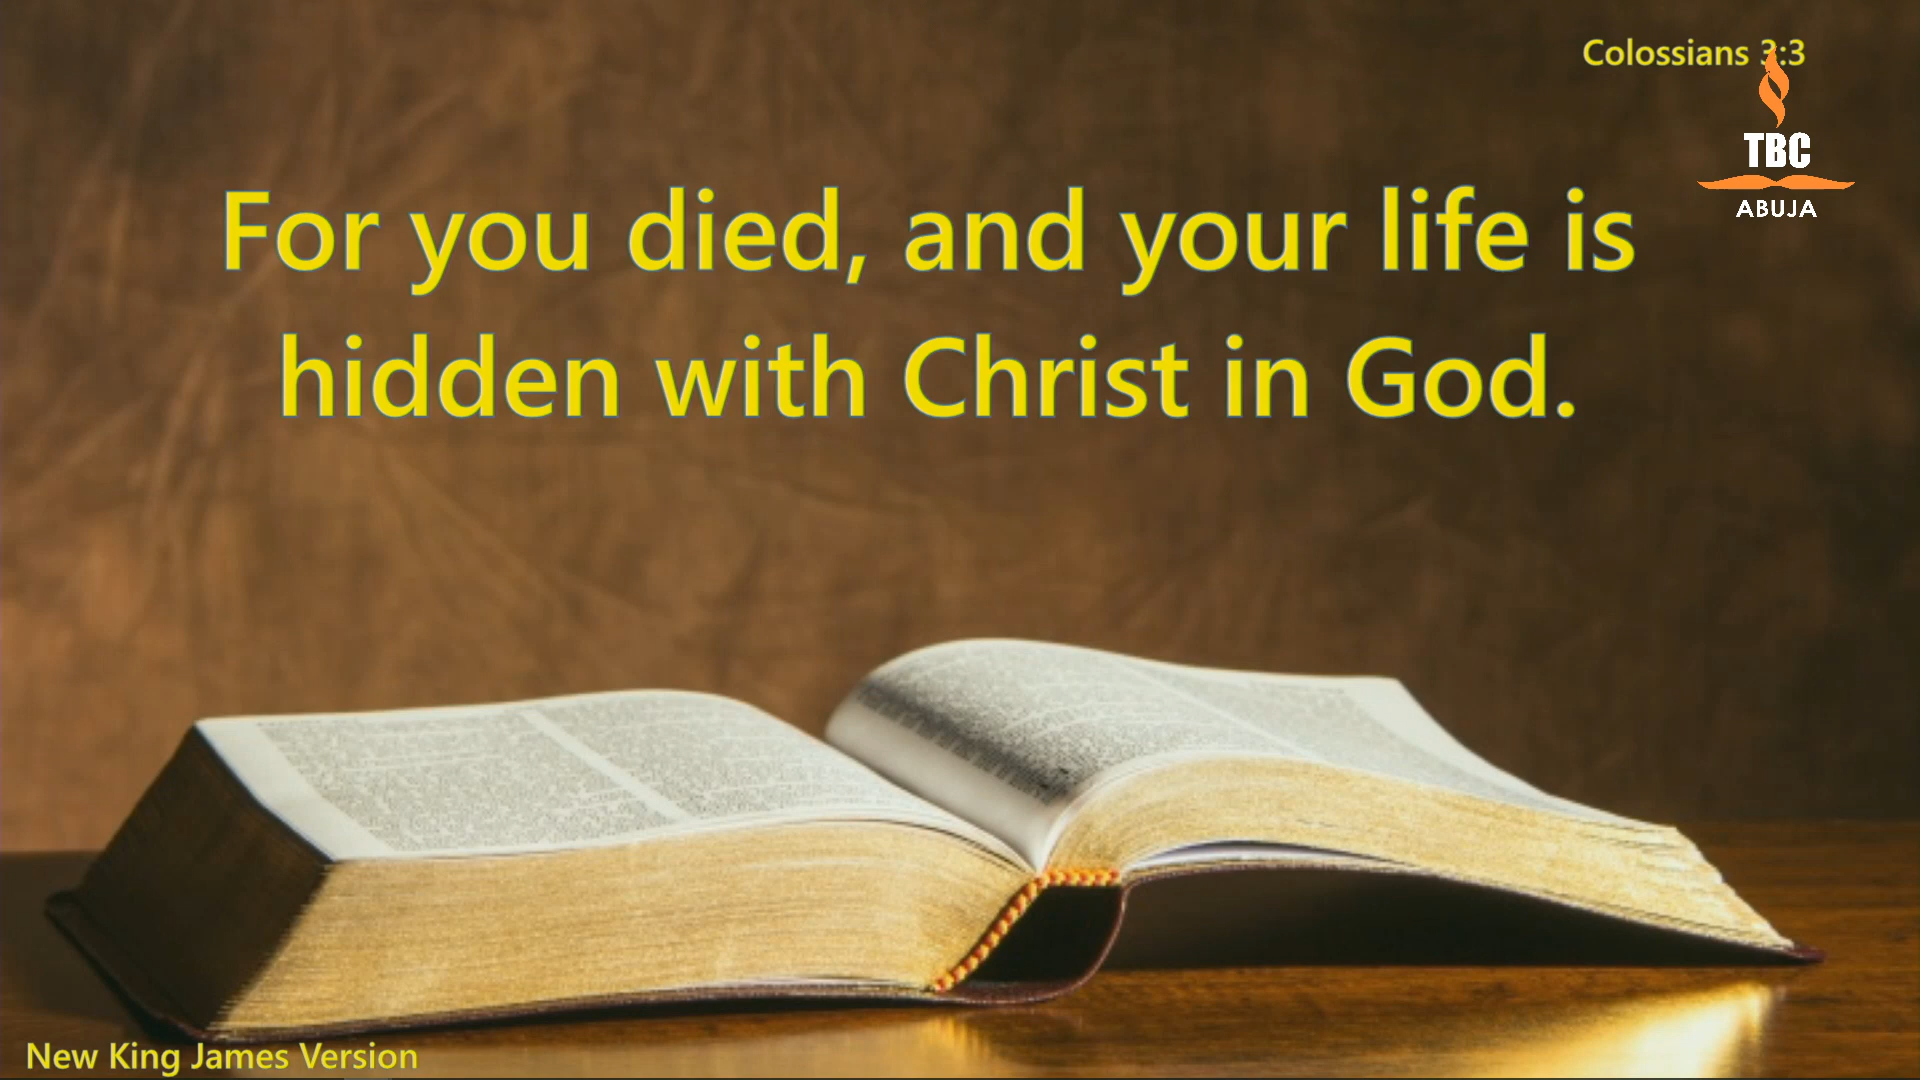 Colossians 3:3
TBC
ABUJA
For you died, and your life is
hidden with Christ in God.
New King James Version